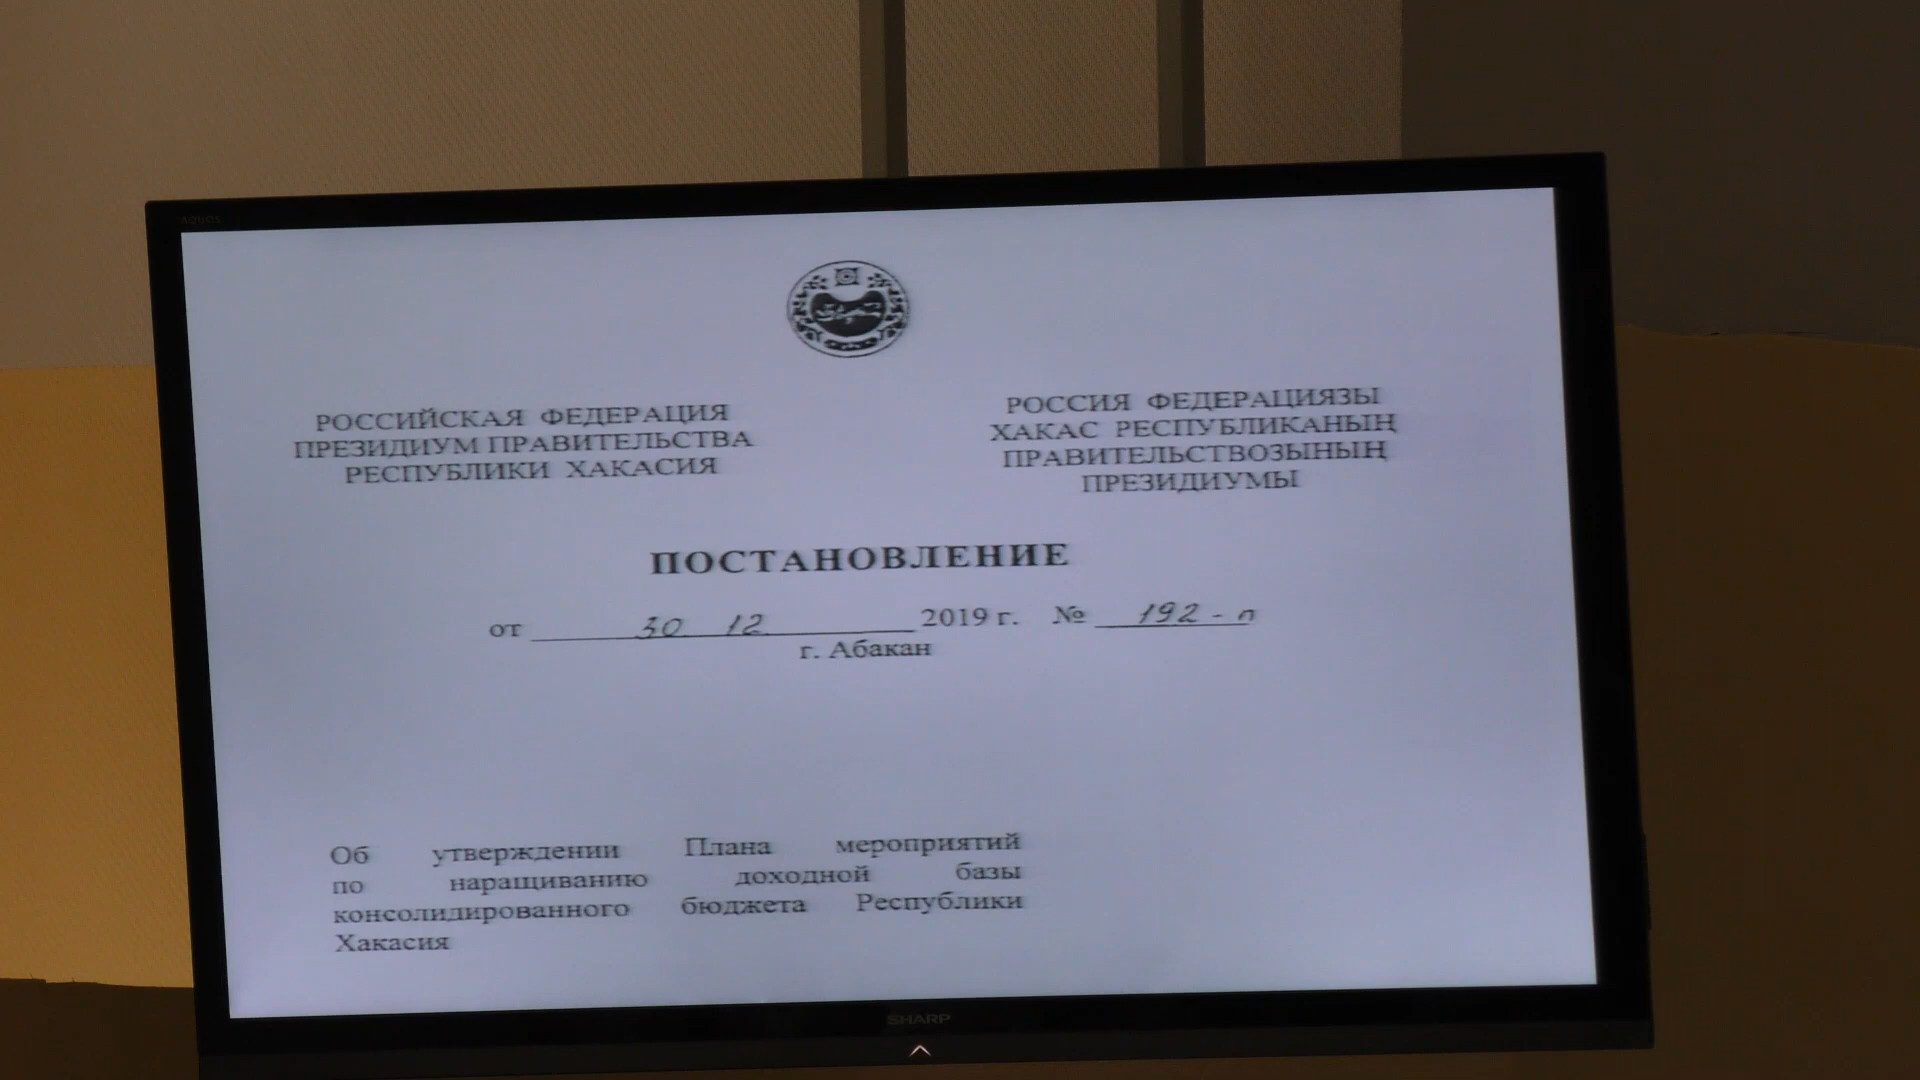 AQUOS
РОССИЙСКАЯ ФЕДЕРАЦИЯ
ПРЕЗИДИУМ ПРАВИТЕЛЬСТВА
РЕСПУБЛИКИ ХАКАСИЯ
РОССИЯ ФЕДЕРАЦИЯЗЫ
ХАКАС РЕСПУБЛИКАНЫҢ
ПРАВИТЕЛЬСТВОЗЫНЫҢ
ПРЕЗИДИУМЫ
ПОСТАНОВЛЕНИЕ
от 30 12 2019 г. № 192-п
г. Абакан
Об утверждении Плана мероприятий
по наращиванию доходной базы
консолидированного бюджета Республики
Хакасия
SHARP